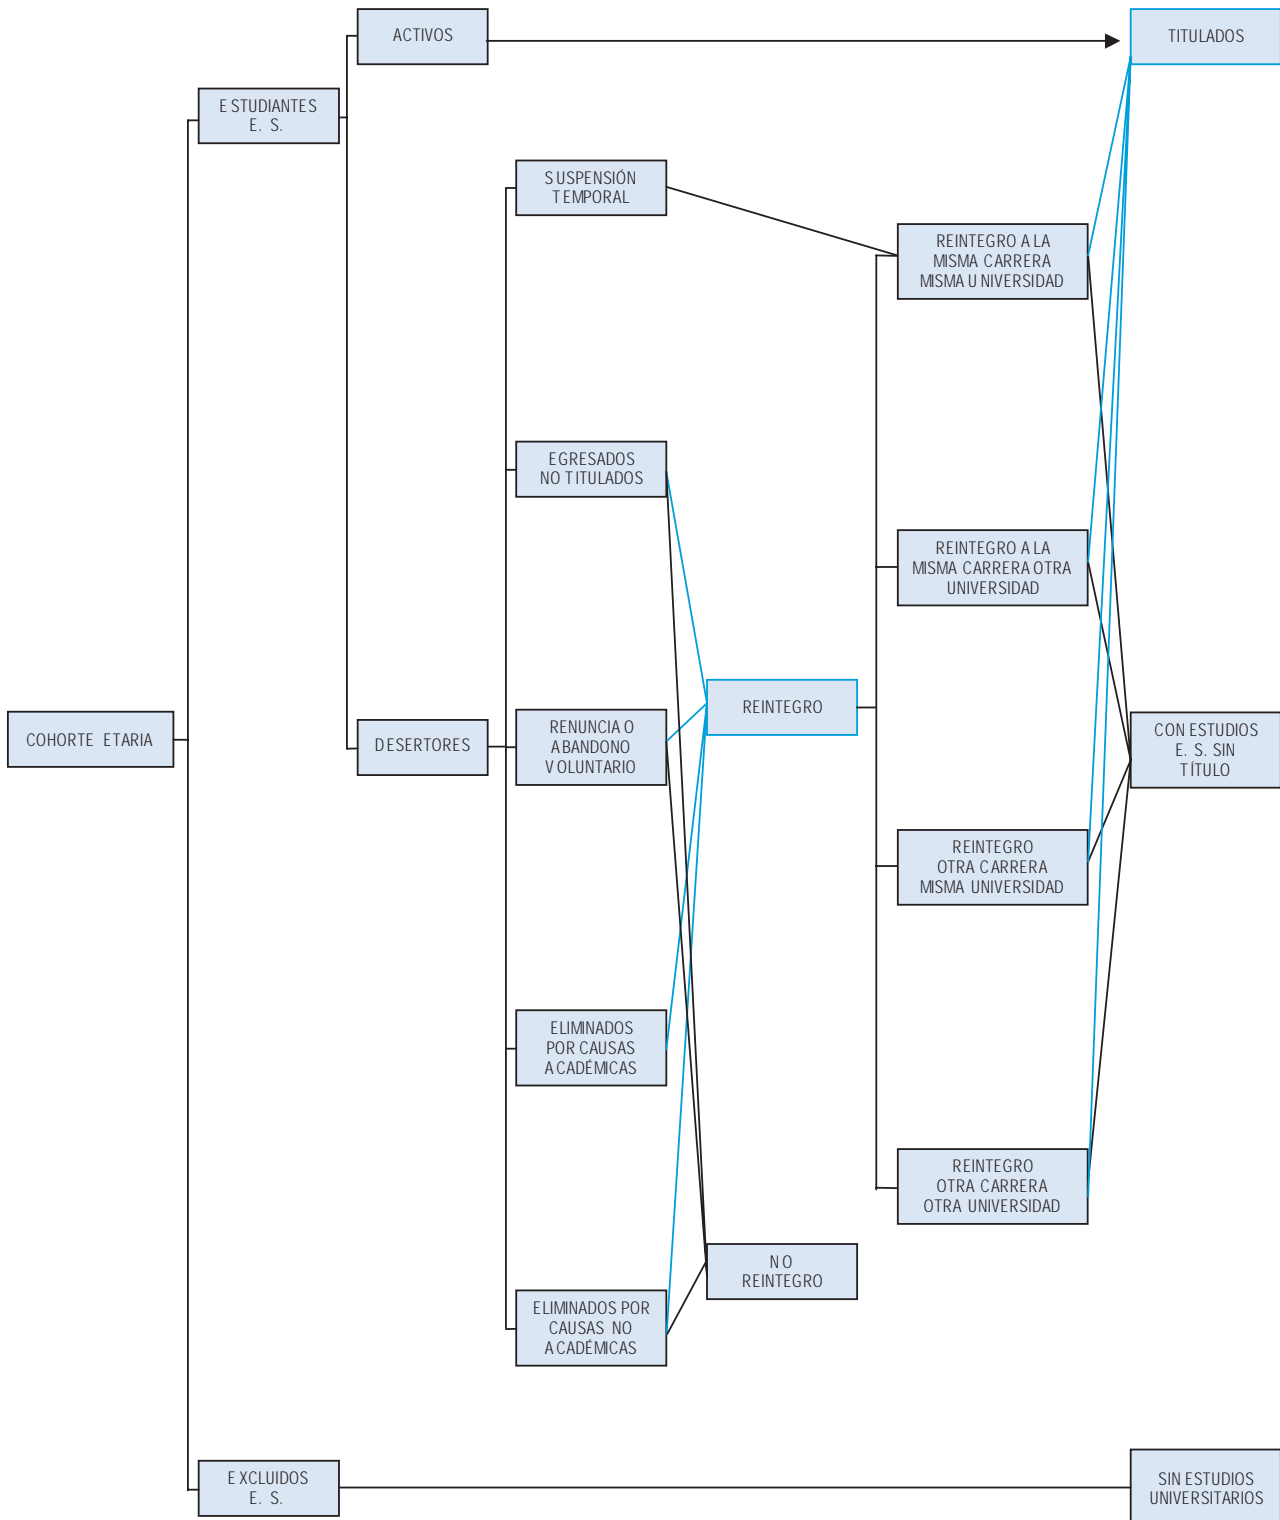 ACTIVOS
TITULADOS
ESTUDIANTES
E. S.
SUSPENSIÓN
TEMPORAL
REINTEGRO A LA
MISMA CARRERA
MISMA UNIVERSIDAD
EGRESADOS
NO TITULADOS
REINTEGRO A LA
MISMA CARRERA OTRA
UNIVERSIDAD
COHORTE ETARIA
DESERTORES
RENUNCIA O
ABANDONO
VOLUNTARIO
REINTEGRO
CON ESTUDIOS
E. S. SIN
TÍTULO
REINTEGRO
OTRA CARRERA
MISMA UNIVERSIDAD
ELIMINADOS
POR CAUSAS
ACADÉMICAS
REINTEGRO
OTRA CARRERA
OTRA UNIVERSIDAD
NO
REINTEGRO
ELIMINADOS POR
CAUSAS NO
ACADÉMICAS
EXCLUIDOS
E. S.
SIN ESTUDIOS
UNIVERSITARIOS